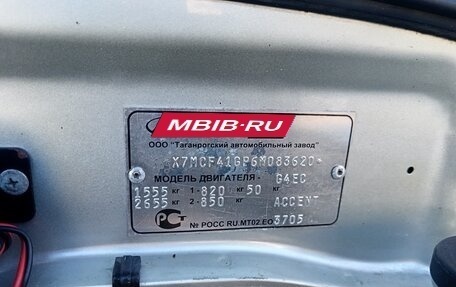 MBIB·RU
ООО "Таганрогский автомобильный завод"
X7MCF41GP6M083620*
МОДЕЛЬ ДВИГАТЕЛЯ - G4EC
1555 кг 1 - 820 кг 50 кг
2655 кг 2 - 850 кг ACCENT
РСТ № РОСС RU.MT02.E0 3705